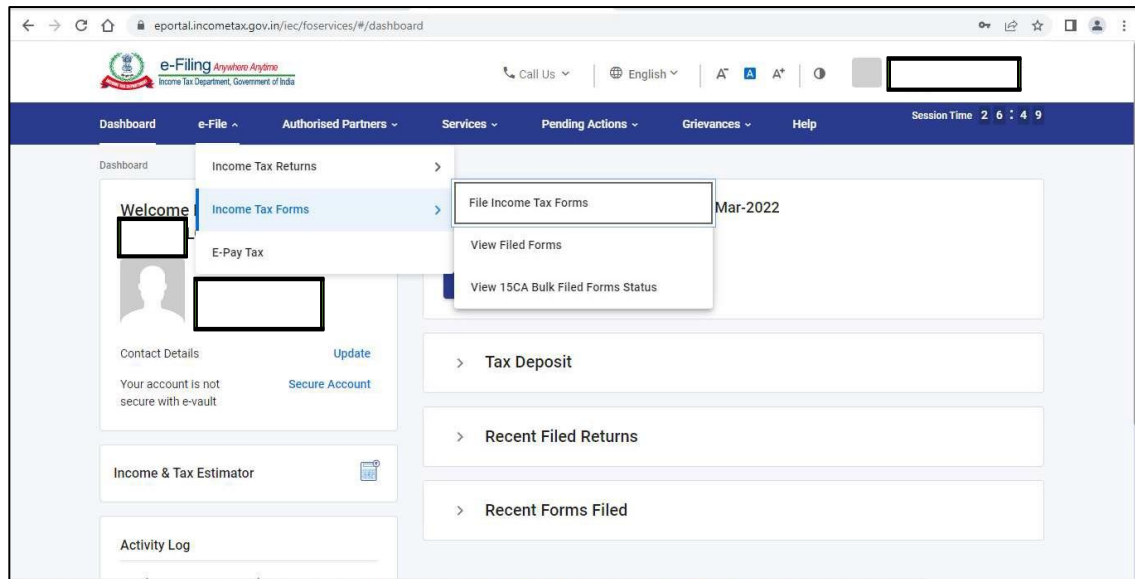 eportal.incometax.gov.in/iec/foservices/#/dashboard
e-Filing Anywhere Anytime
Income Tax Department, Government of India
Call Us
English
A-
A
A+
Dashboard
e-File
Authorised Partners
Services
Pending Actions
Grievances
Help
Session Time 2 6 : 4 9
Dashboard
Income Tax Returns
Income Tax Forms
E-Pay Tax
File Income Tax Forms
View Filed Forms
View 15CA Bulk Filed Forms Status
Welcome
Mar-2022
Contact Details
Update
Your account is not
secure with e-vault
Secure Account
Income & Tax Estimator
Activity Log
Tax Deposit
Recent Filed Returns
Recent Forms Filed